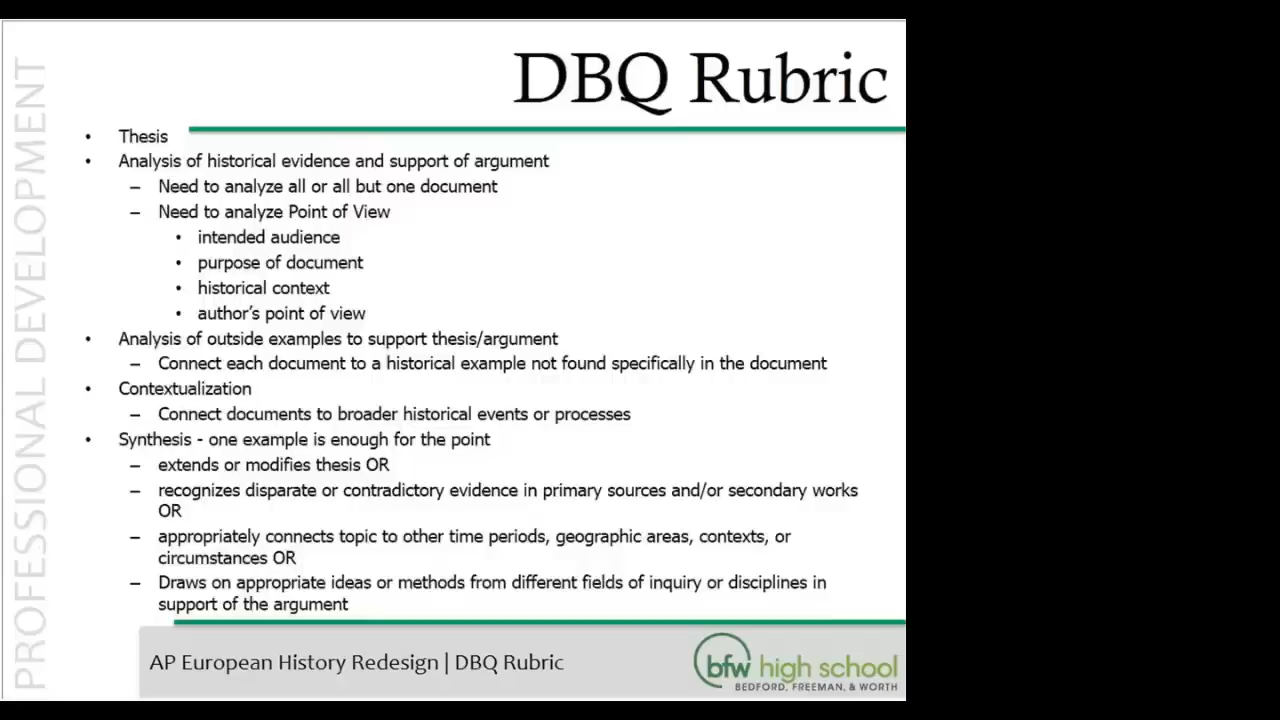 DBQ Rubric
PROFESSIONAL DEVELOPMENT
• Thesis
• Analysis of historical evidence and support of argument
– Need to analyze all or all but one document
– Need to analyze Point of View
• intended audience
• purpose of document
• historical context
• author's point of view
• Analysis of outside examples to support thesis/argument
– Connect each document to a historical example not found specifically in the document
• Contextualization
– Connect documents to broader historical events or processes
• Synthesis - one example is enough for the point
– extends or modifies thesis OR
– recognizes disparate or contradictory evidence in primary sources and/or secondary works
OR
– appropriately connects topic to other time periods, geographic areas, contexts, or
circumstances OR
– Draws on appropriate ideas or methods from different fields of inquiry or disciplines in
support of the argument
AP European History Redesign | DBQ Rubric
bfw high school
BEDFORD, FREEMAN, & WORTH